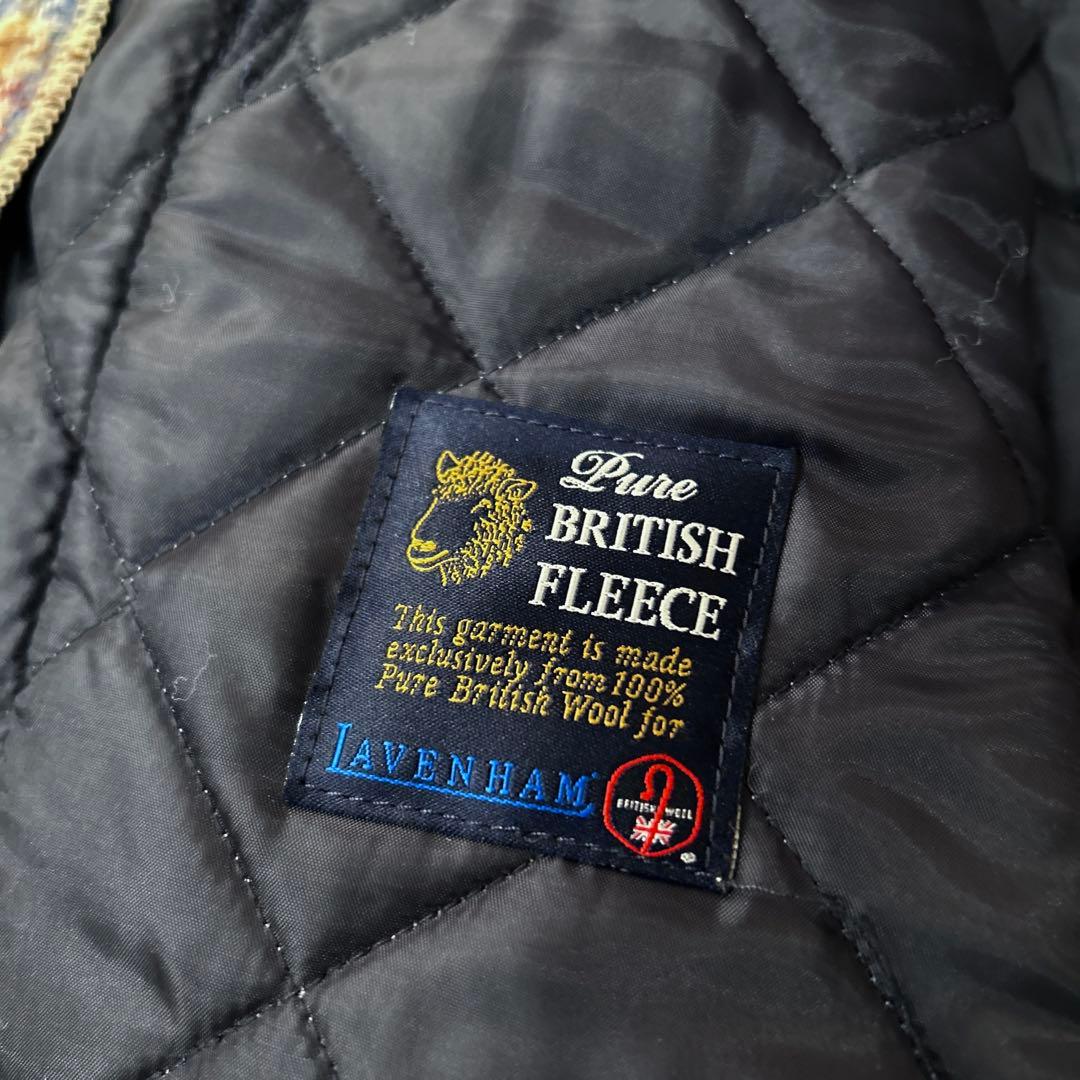 Pure
BRITISH
FLEECE
This garment is made
exclusively from 100%
Pure British Wool for
LAVENHAM
BRITISH WOOL
®